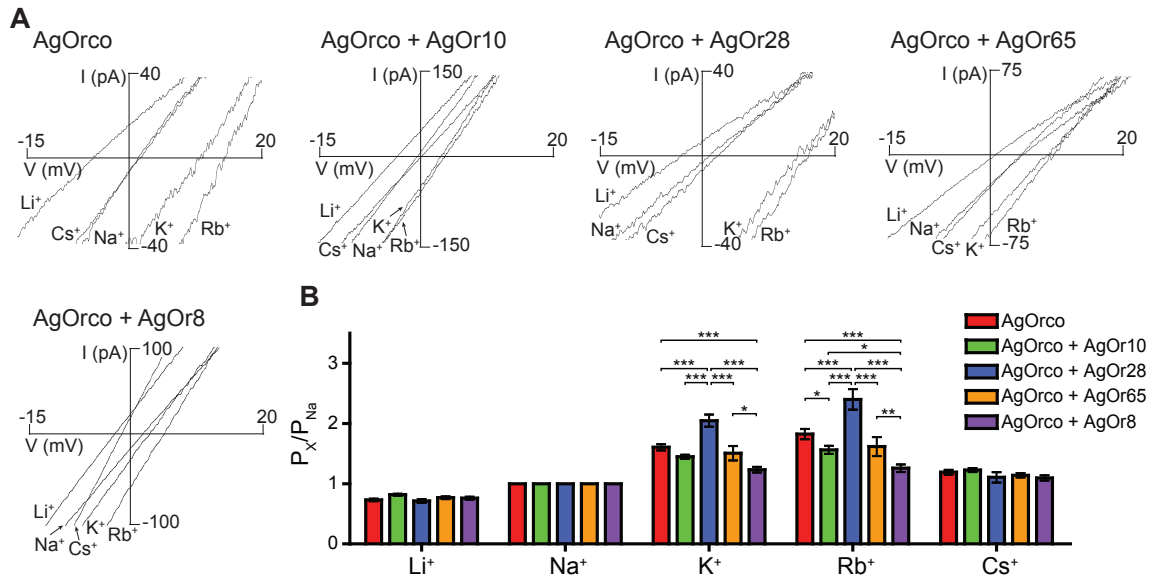 A
AgOrco
I (pA)
40
-15
20
V (mV)
Li⁺
Cs⁺
Na⁺
K⁺
Rb⁺
-40
AgOrco + AgOr10
I (pA)
150
-15
20
V (mV)
Li⁺
Cs⁺
Na⁺
K⁺
Rb⁺
-150
AgOrco + AgOr28
I (pA)
40
-15
20
V (mV)
Li⁺
Na⁺
Cs⁺
K⁺
Rb⁺
-40
AgOrco + AgOr65
I (pA)
75
-15
20
V (mV)
Li⁺
Na⁺
Cs⁺
K⁺
Rb⁺
-75
AgOrco + AgOr8
I (pA)
100
-15
20
V (mV)
Li⁺
Na⁺
Cs⁺
K⁺
Rb⁺
-100
B
Pₓ/P_Na
3
2
1
0
*** 
*** ***
*** ***
*
***
*
*** ***
* *** ***
**
Li⁺ Na⁺ K⁺ Rb⁺ Cs⁺
AgOrco
AgOrco + AgOr10
AgOrco + AgOr28
AgOrco + AgOr65
AgOrco + AgOr8